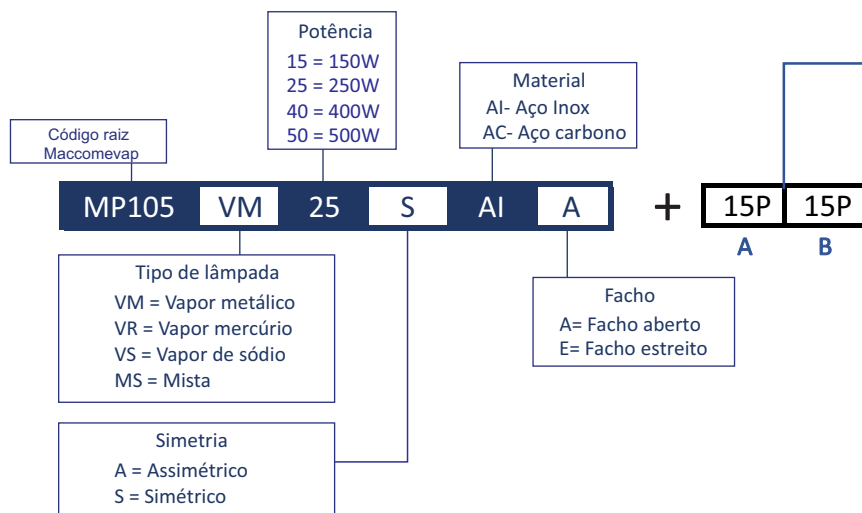 Potência
15 = 150W
25 = 250W
40 = 400W
50 = 500W
Material
AI- Aço Inox
AC- Aço carbono
Código raiz
Maccomevap
MP105 VM 25 S AI A + 15P 15P
A B
Tipo de lâmpada
VM = Vapor metálico
VR = Vapor mercúrio
VS = Vapor de sódio
MS = Mista
Facho
A= Facho aberto
E= Facho estreito
Simetria
A = Assimétrico
S = Simétrico